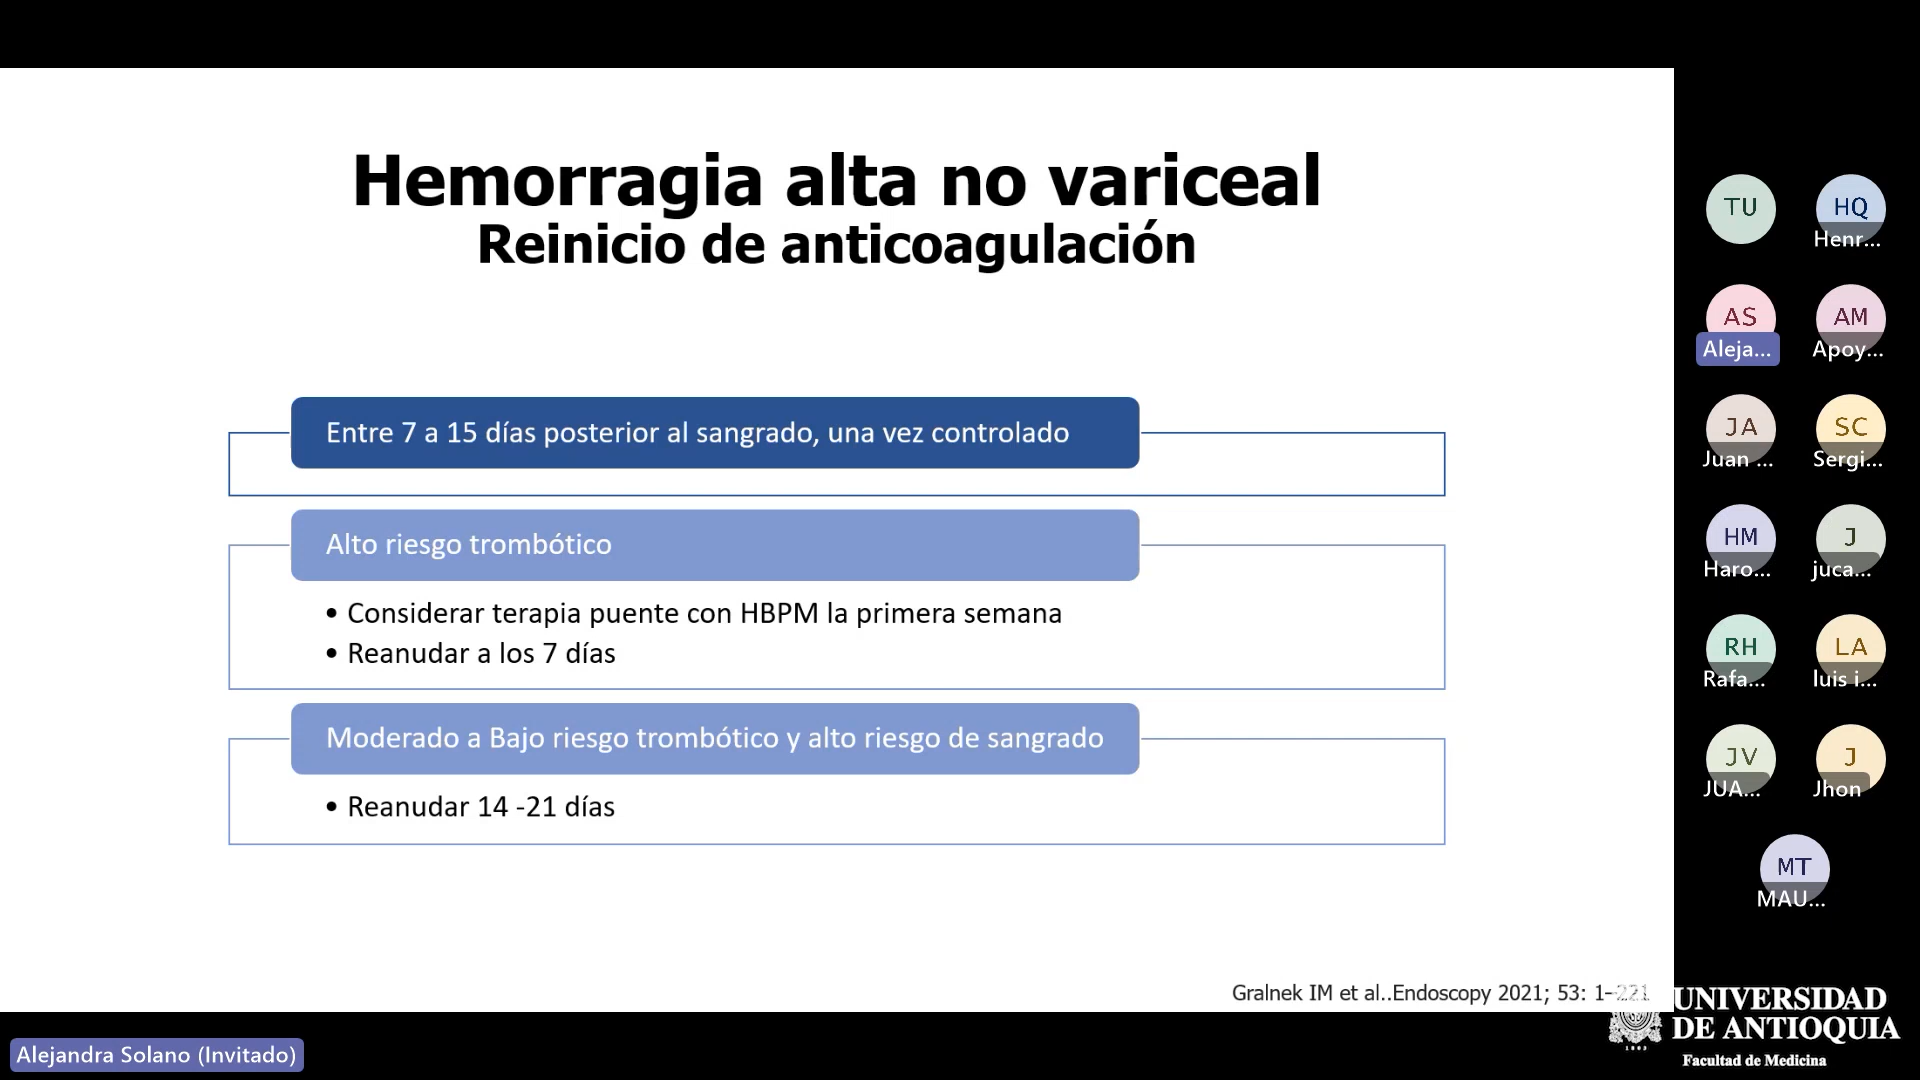 Hemorragia alta no variceal
Reinicio de anticoagulación
Entre 7 a 15 días posterior al sangrado, una vez controlado
Alto riesgo trombótico
• Considerar terapia puente con HBPM la primera semana
• Reanudar a los 7 días
Moderado a Bajo riesgo trombótico y alto riesgo de sangrado
• Reanudar 14 -21 días
Gralnek IM et al..Endoscopy 2021; 53: 1–221
TU
HQ
Henr...
AS
Aleja...
AM
Apoy...
JA
Juan ...
SC
Sergi...
HM
Haro...
J
juca...
RH
Rafa...
LA
luis i...
JV
JUA...
J
Jhon
MT
MAU...
UNIVERSIDAD
DE ANTIOQUIA
1803
Facultad de Medicina
Alejandra Solano (Invitado)